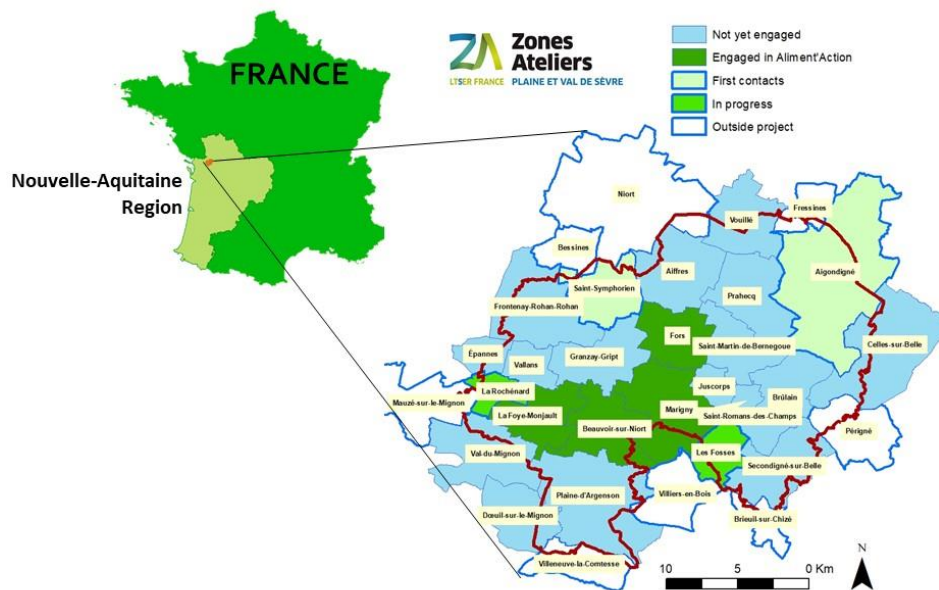 FRANCE
Nouvelle-Aquitaine
Region
ZA
Zones
Ateliers
LTSER FRANCE
PLAINE ET VAL DE SÈVRE
Not yet engaged
Engaged in Aliment'Action
First contacts
In progress
Outside project
Niort
Vouillé
Fressines
Bessines
Aiffres
Aigondigné
Saint-Symphorien
Prahecq
Frontenay-Rohan-Rohan
Fors
Saint-Martin-de-Bernegoue
Celles-sur-Belle
Épannes
Vallans
Granzay-Gript
La Rochénard
Juscorps
Brûlain
Mauzé-sur-le-Mignon
La Foye-Monjault
Marigny
Saint-Romans-des-Champs
Beauvoir-sur-Niort
Périgné
Val-du-Mignon
Les Fosses
Secondigné-sur-Belle
Plaine-d'Argenson
Villiers-en-Bois
Dœuil-sur-le-Mignon
Brieuil-sur-Chizé
Villeneuve-la-Comtesse
N
10 5 0 Km